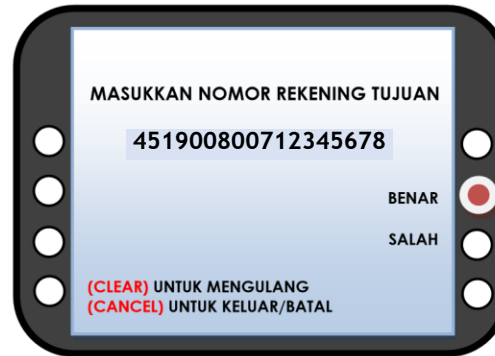 MASUKKAN NOMOR REKENING TUJUAN
451900800712345678
BENAR
SALAH
(CLEAR) UNTUK MENGULANG
(CANCEL) UNTUK KELUAR/BATAL